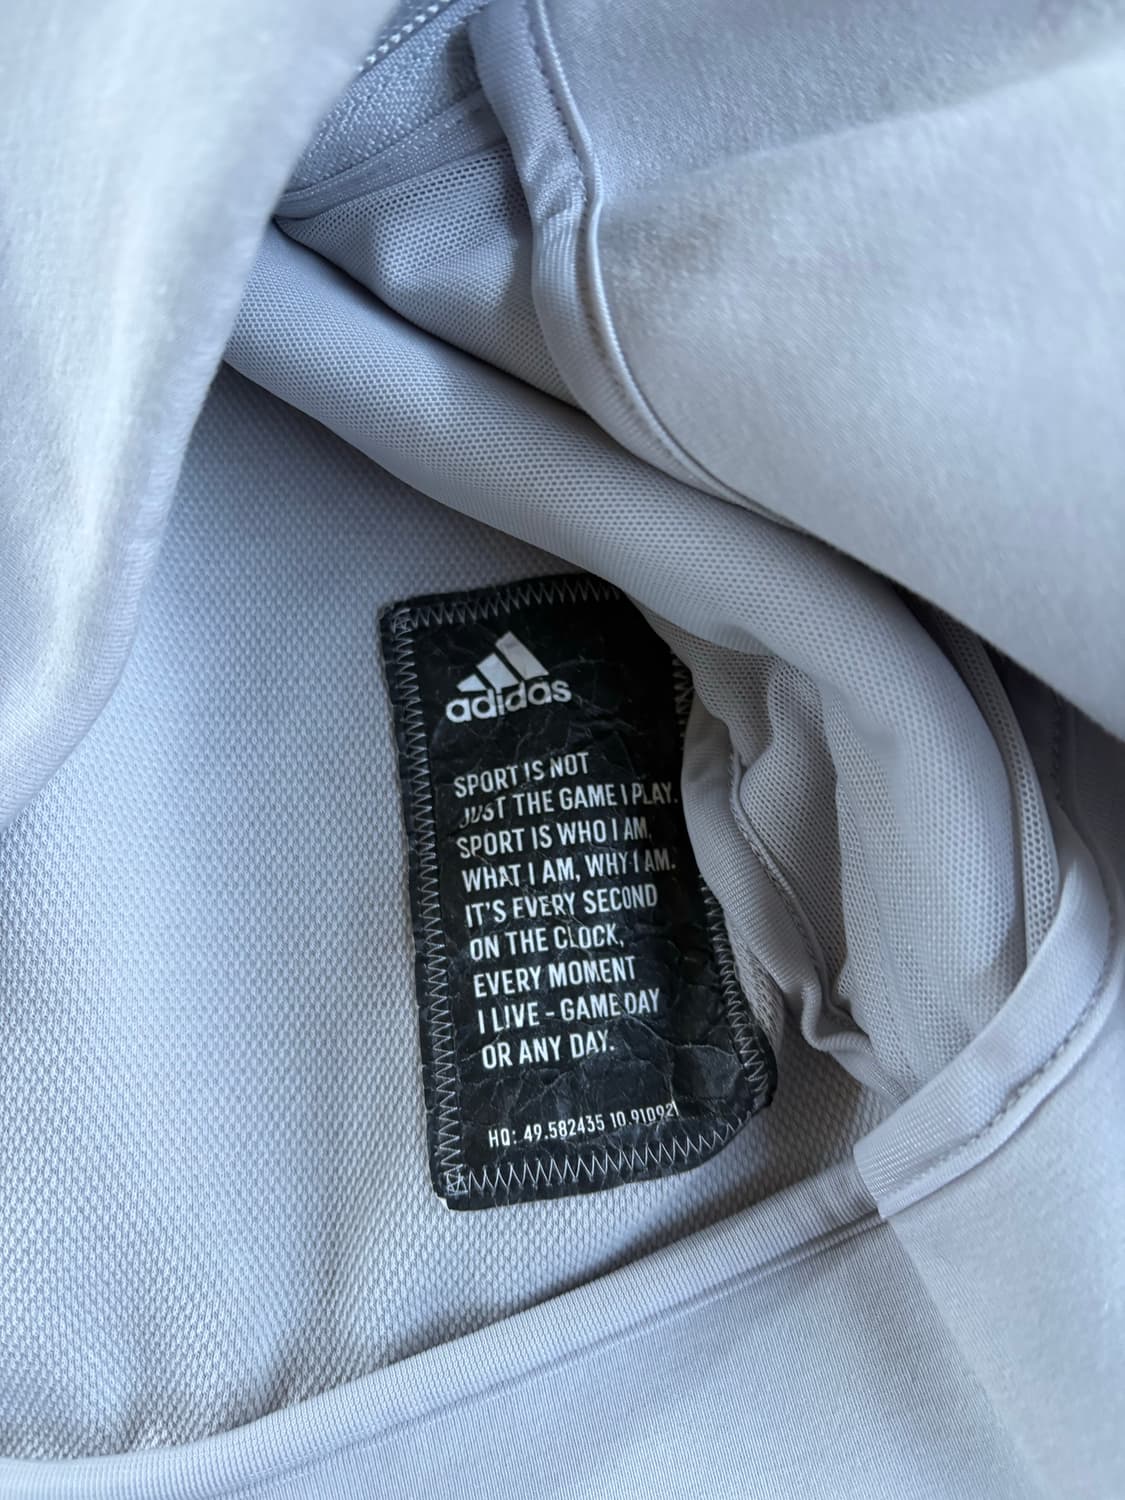 adidas
SPORT IS NOT
JUST THE GAME I PLAY.
SPORT IS WHO I AM,
WHAT I AM, WHY I AM.
IT'S EVERY SECOND
ON THE CLOCK,
EVERY MOMENT
I LIVE - GAME DAY
OR ANY DAY.
HQ: 49.582435 10.910921